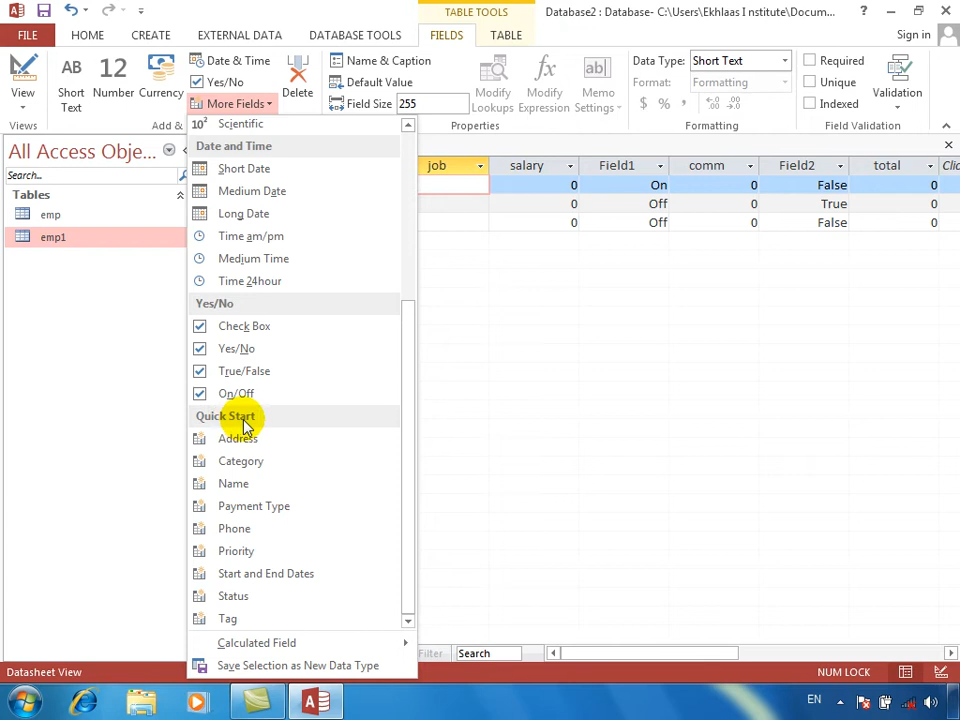 TABLE TOOLS
Database2 : Database- C:\Users\Ekhlaas I nstitute\Docum...
FILE HOME CREATE EXTERNAL DATA DATABASE TOOLS FIELDS TABLE Sign in
View
Views
AB
Short Text
12
Number
Currency
Date & Time
Yes/No
More Fields
Add &
Delete
Name & Caption
Default Value
Field Size 255
Modify Lookups
Modify Expression
ab
Modify Settings
Properties
Data Type: Short Text
Format: Formatting
$ % ,
Formatting
Required
Unique
Indexed
Validation
Field Validation
All Access Obje...
Search...
Tables
emp
emp1
10² Scientific
Date and Time
Short Date
Medium Date
Long Date
Time am/pm
Medium Time
Time 24hour
Yes/No
Check Box
Yes/No
True/False
On/Off
Quick Start
Address
Category
Name
Payment Type
Phone
Priority
Start and End Dates
Status
Tag
Calculated Field
Save Selection as New Data Type
job salary Field1 comm Field2 total Clic
0 On 0 False 0
0 Off 0 True 0
0 Off 0 False 0
Filter Search
Datasheet View NUM LOCK
EN 7:00 PM